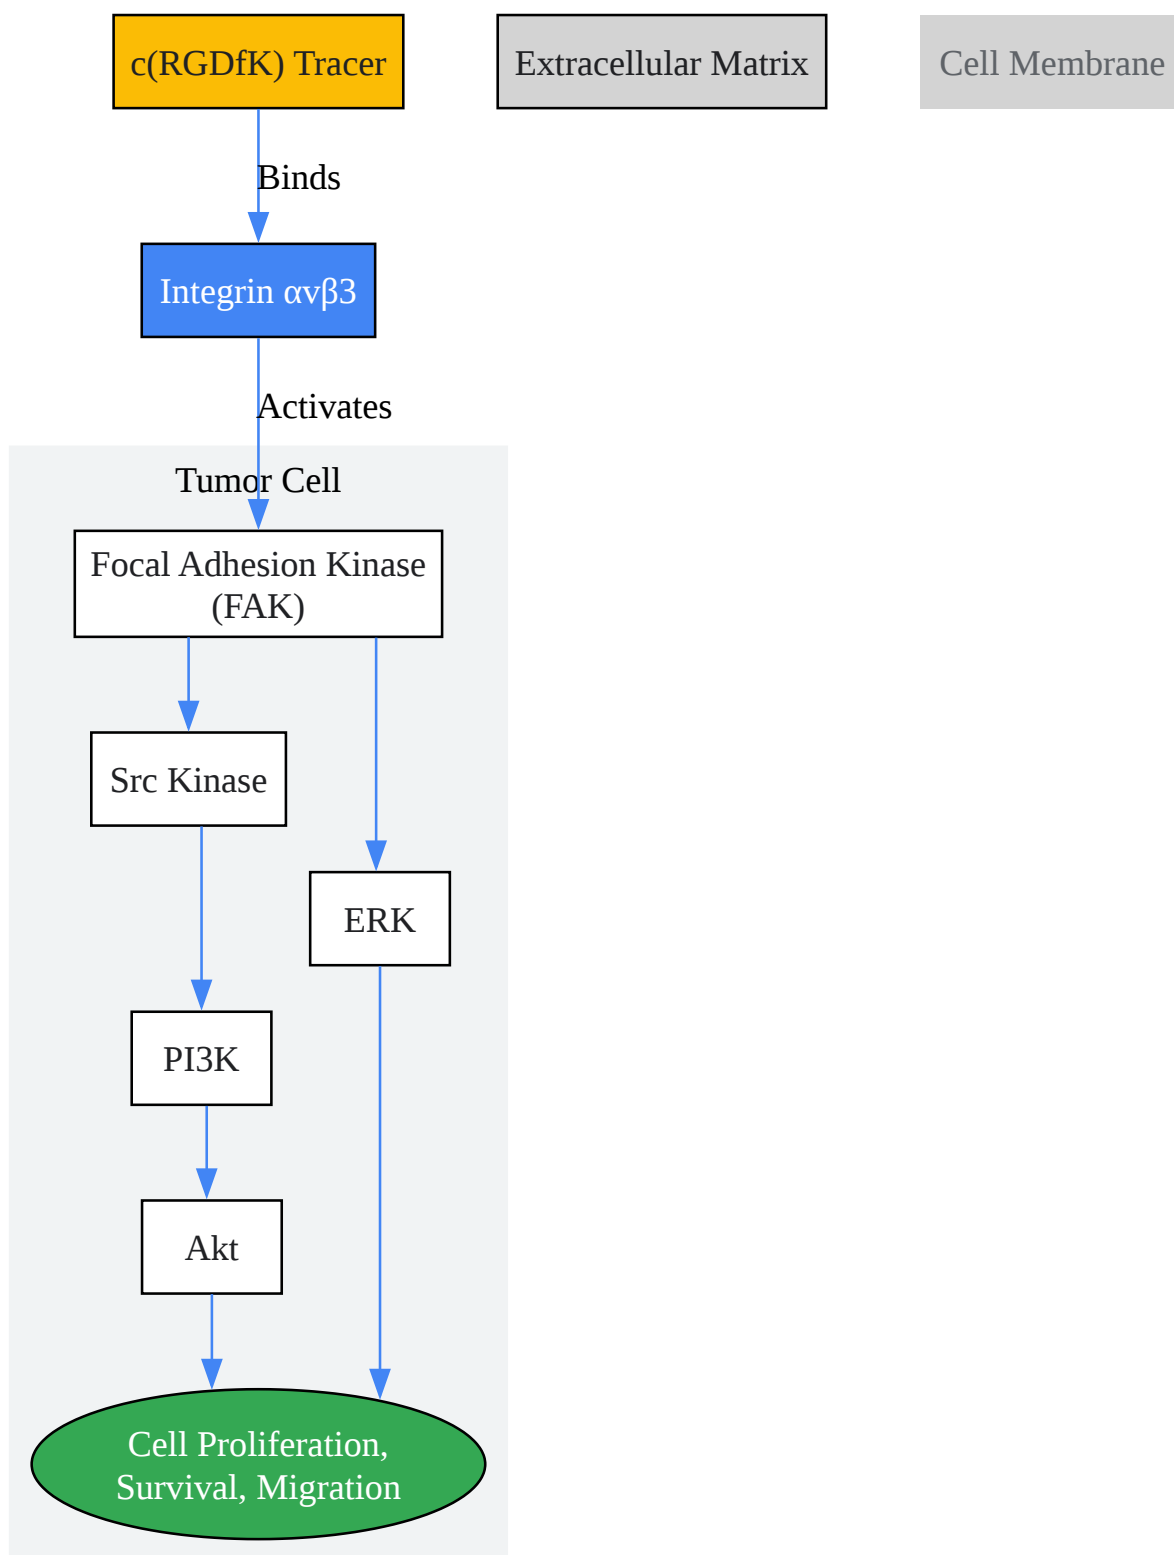 c(RGDfK) Tracer
Extracellular Matrix
Cell Membrane
Binds
Integrin αvβ3
Activates
Tumor Cell
Focal Adhesion Kinase
(FAK)
Src Kinase
ERK
PI3K
Akt
Cell Proliferation,
Survival, Migration